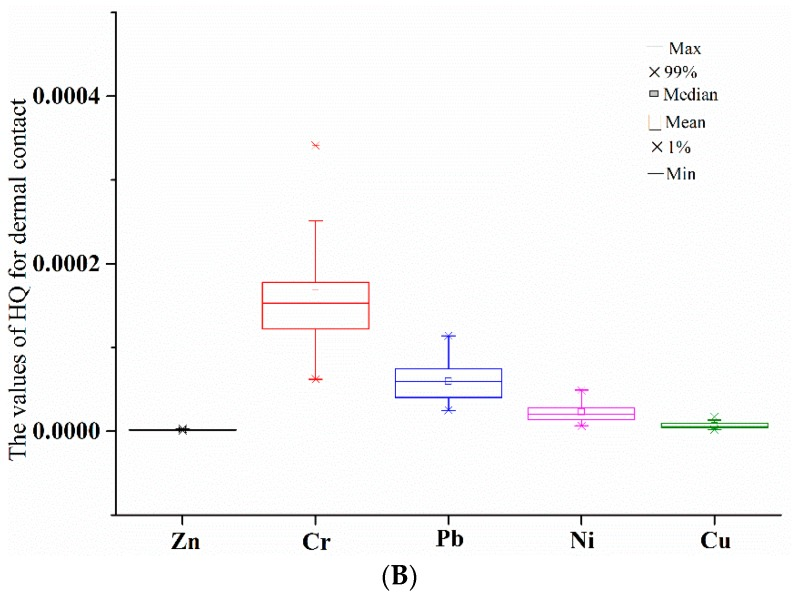 The values of HQ for dermal contact
0.0004
0.0002
0.0000
Max
99%
Median
Mean
1%
Min
Zn Cr Pb Ni Cu
(B)